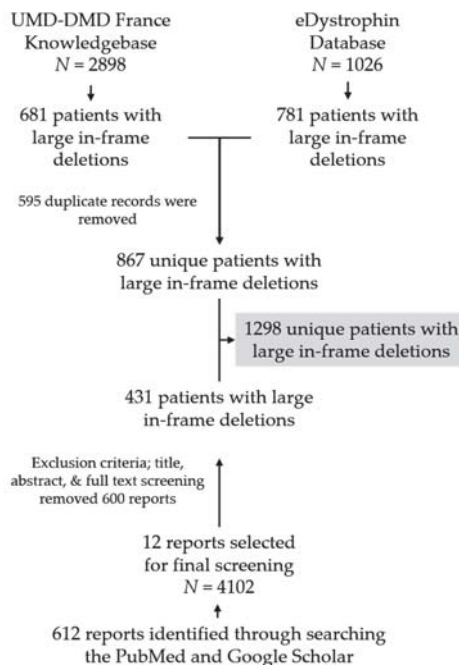 UMD-DMD France
Knowledgebase
N = 2898
eDystrophin
Database
N = 1026
681 patients with
large in-frame
deletions
781 patients with
large in-frame
deletions
595 duplicate records were
removed
867 unique patients with
large in-frame deletions
1298 unique patients with
large in-frame deletions
431 patients with large
in-frame deletions
Exclusion criteria; title,
abstract, & full text screening
removed 600 reports
12 reports selected
for final screening
N = 4102
612 reports identified through searching
the PubMed and Google Scholar